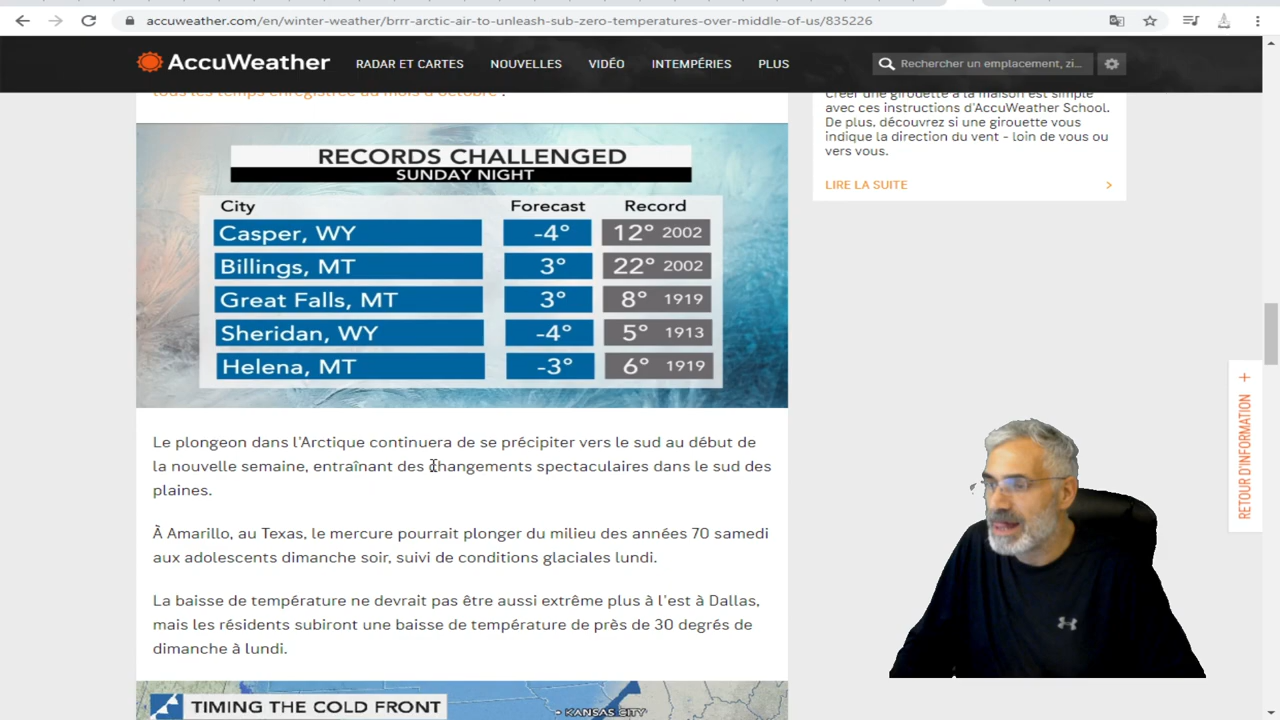 accuweather.com/en/winter-weather/brrr-arctic-air-to-unleash-sub-zero-temperatures-over-middle-of-us/835226
AccuWeather RADAR ET CARTES NOUVELLES VIDÉO INTEMPÉRIES PLUS Rechercher un emplacement, zi...
tous les temps enregistrée au mois d'octobre .
RECORDS CHALLENGED
SUNDAY NIGHT
City Forecast Record
Casper, WY -4° 12° 2002
Billings, MT 3° 22° 2002
Great Falls, MT 3° 8° 1919
Sheridan, WY -4° 5° 1913
Helena, MT -3° 6° 1919
Le plongeon dans l'Arctique continuera de se précipiter vers le sud au début de
la nouvelle semaine, entraînant des changements spectaculaires dans le sud des
plaines.
À Amarillo, au Texas, le mercure pourrait plonger du milieu des années 70 samedi
aux adolescents dimanche soir, suivi de conditions glaciales lundi.
La baisse de température ne devrait pas être aussi extrême plus à l'est à Dallas,
mais les résidents subiront une baisse de température de près de 30 degrés de
dimanche à lundi.
TIMING THE COLD FRONT
KANSAS CITY
Créer une girouette à la maison est simple
avec ces instructions d'AccuWeather School.
De plus, découvrez si une girouette vous
indique la direction du vent - loin de vous ou
vers vous.
LIRE LA SUITE >
RETOUR D'INFORMATION +